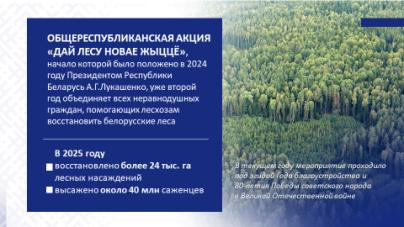 ОБЩЕРЕСПУБЛИКАНСКАЯ АКЦИЯ
«ДАЙ ЛЕСУ НОВАЕ ЖЫЦЦЁ»,
начало которой было положено в 2024
году Президентом Республики
Беларусь А.Г.Лукашенко, уже второй
год объединяет всех неравнодушных
граждан, помогающих лесхозам
восстановить белорусские леса
В 2025 году
восстановлено более 24 тыс. га
лесных насаждений
высажено около 40 млн саженцев
В текущем году мероприятие проходило
под эгидой Года благоустройства и
80-летия Победы советского народа
в Великой Отечественной войне